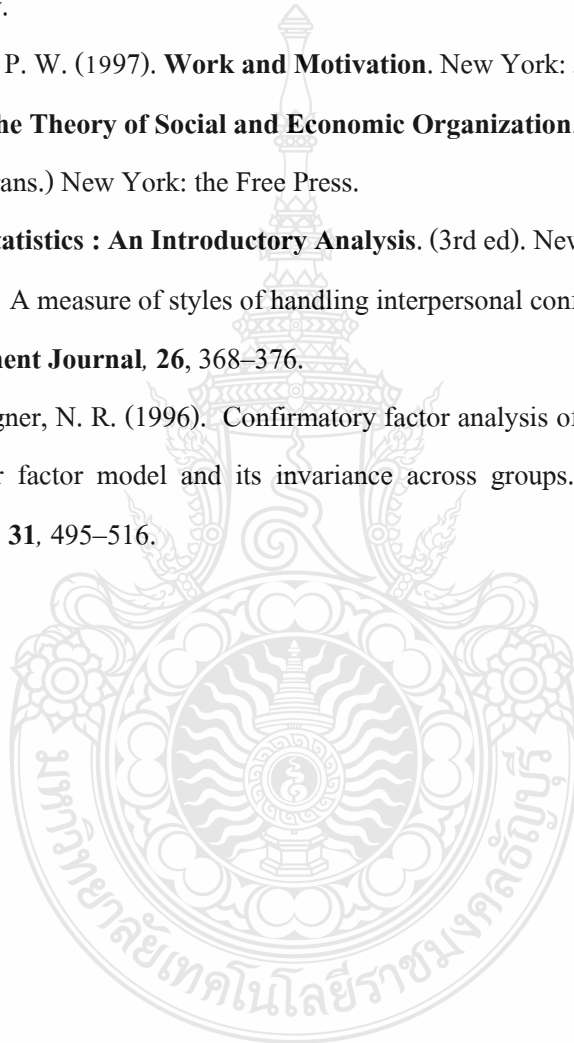 .
P. W. (1997). Work and Motivation. New York:
he Theory of Social and Economic Organization.
rans.) New York: the Free Press.
tatistics : An Introductory Analysis. (3rd ed). New
A measure of styles of handling interpersonal con
ent Journal, 26, 368–376.
gner, N. R. (1996). Confirmatory factor analysis of
r factor model and its invariance across groups.
31, 495–516.
มหาวิทยาลัยเทคโนโลยีราชมงคลธัญบุรี